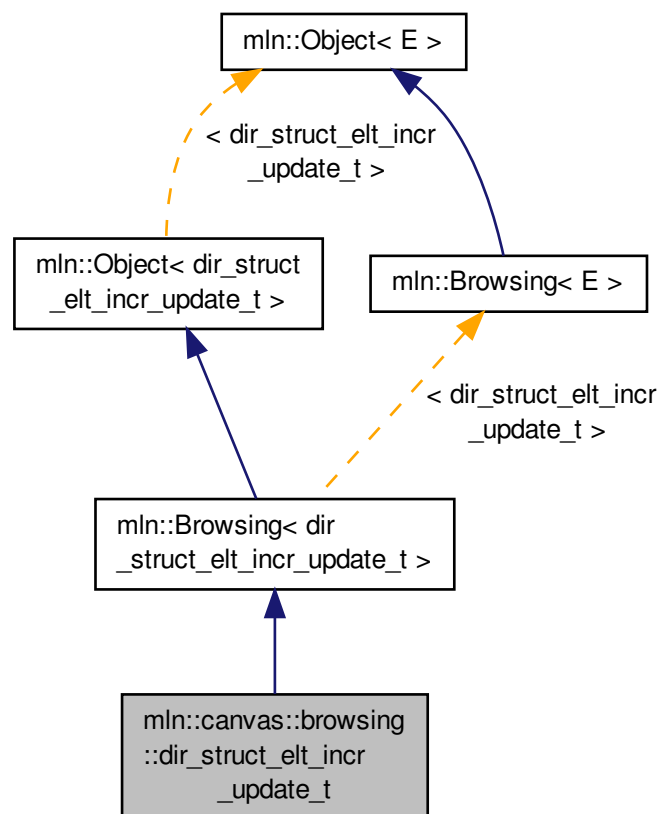 mln::Object< E >
< dir_struct_elt_incr
_update_t >
mln::Object< dir_struct
_elt_incr_update_t >
mln::Browsing< E >
< dir_struct_elt_incr
_update_t >
mln::Browsing< dir
_struct_elt_incr_update_t >
mln::canvas::browsing
::dir_struct_elt_incr
_update_t